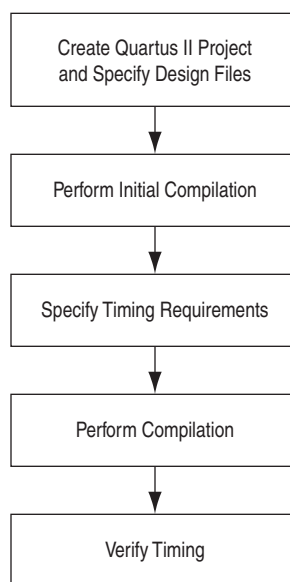 Create Quartus II Project
and Specify Design Files
Perform Initial Compilation
Specify Timing Requirements
Perform Compilation
Verify Timing